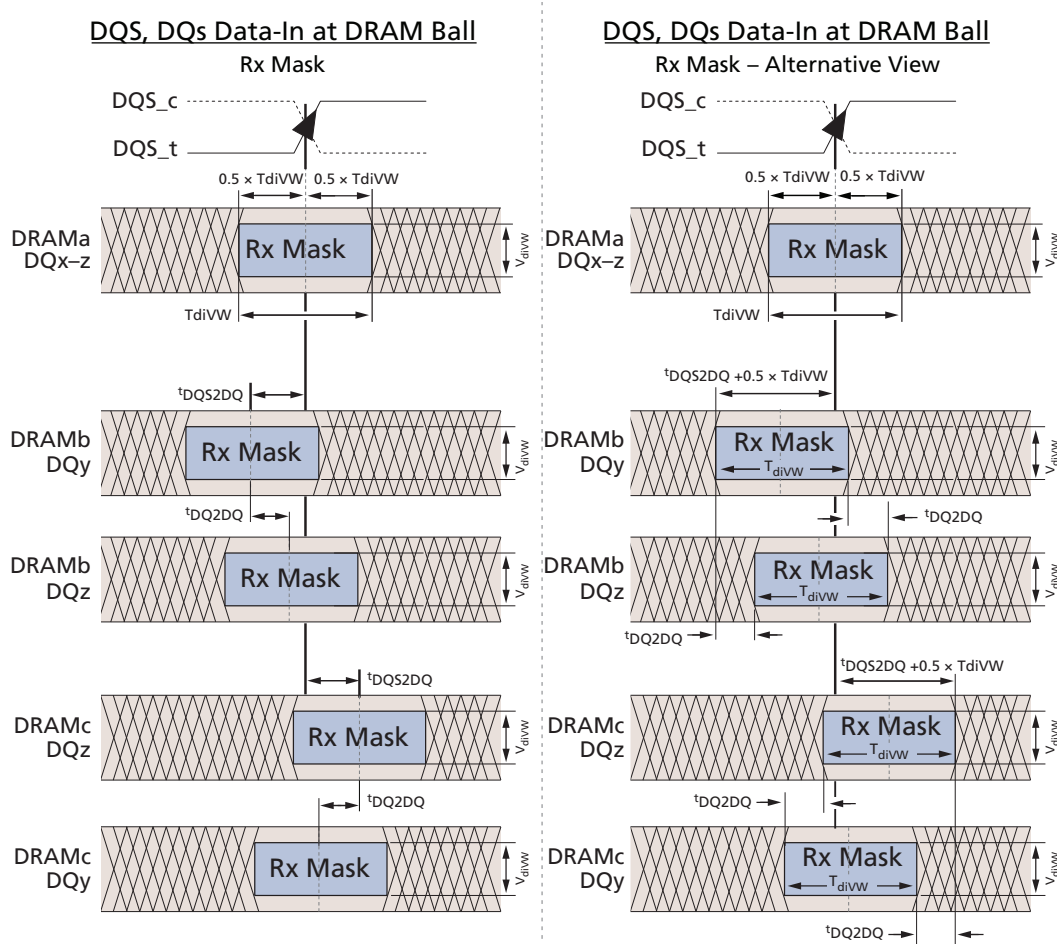 DQS, DQs Data-In at DRAM Ball
Rx Mask
DQS_c
DQS_t
0.5 × TdiVW
0.5 × TdiVW
DRAMa
DQx–z
Rx Mask
VdiVW
TdiVW
tDQS2DQ
DRAMb
DQy
Rx Mask
VdiVW
tDQ2DQ
DRAMb
DQz
Rx Mask
VdiVW
tDQS2DQ
DRAMc
DQz
Rx Mask
VdiVW
tDQ2DQ
DRAMc
DQy
Rx Mask
VdiVW
DQS, DQs Data-In at DRAM Ball
Rx Mask – Alternative View
DQS_c
DQS_t
0.5 × TdiVW
0.5 × TdiVW
DRAMa
DQx–z
Rx Mask
VdiVW
TdiVW
tDQS2DQ +0.5 × TdiVW
DRAMb
DQy
Rx Mask
TdiVW
VdiVW
tDQ2DQ
DRAMb
DQz
Rx Mask
TdiVW
VdiVW
tDQ2DQ
tDQS2DQ +0.5 × TdiVW
DRAMc
DQz
Rx Mask
TdiVW
VdiVW
tDQ2DQ
DRAMc
DQy
Rx Mask
TdiVW
VdiVW
tDQ2DQ